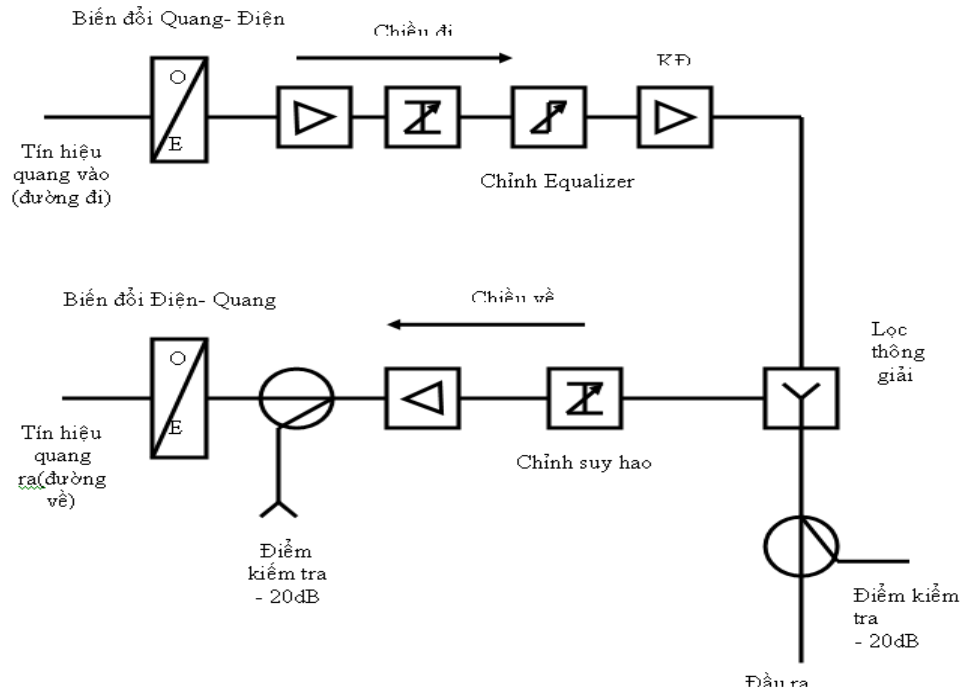 Biến đổi Quang- Điện
Chiều đi
KĐ
O
E
Tín hiệu
quang vào
(đường đi)
Chỉnh Equalizer
Biến đổi Điện- Quang
Chiều về
Lọc
thông
giải
O
E
Tín hiệu
quang
ra(đường
về)
Chỉnh suy hao
Điểm
kiếm tra
- 20dB
Điểm kiểm
tra
- 20dB
Đầu ra